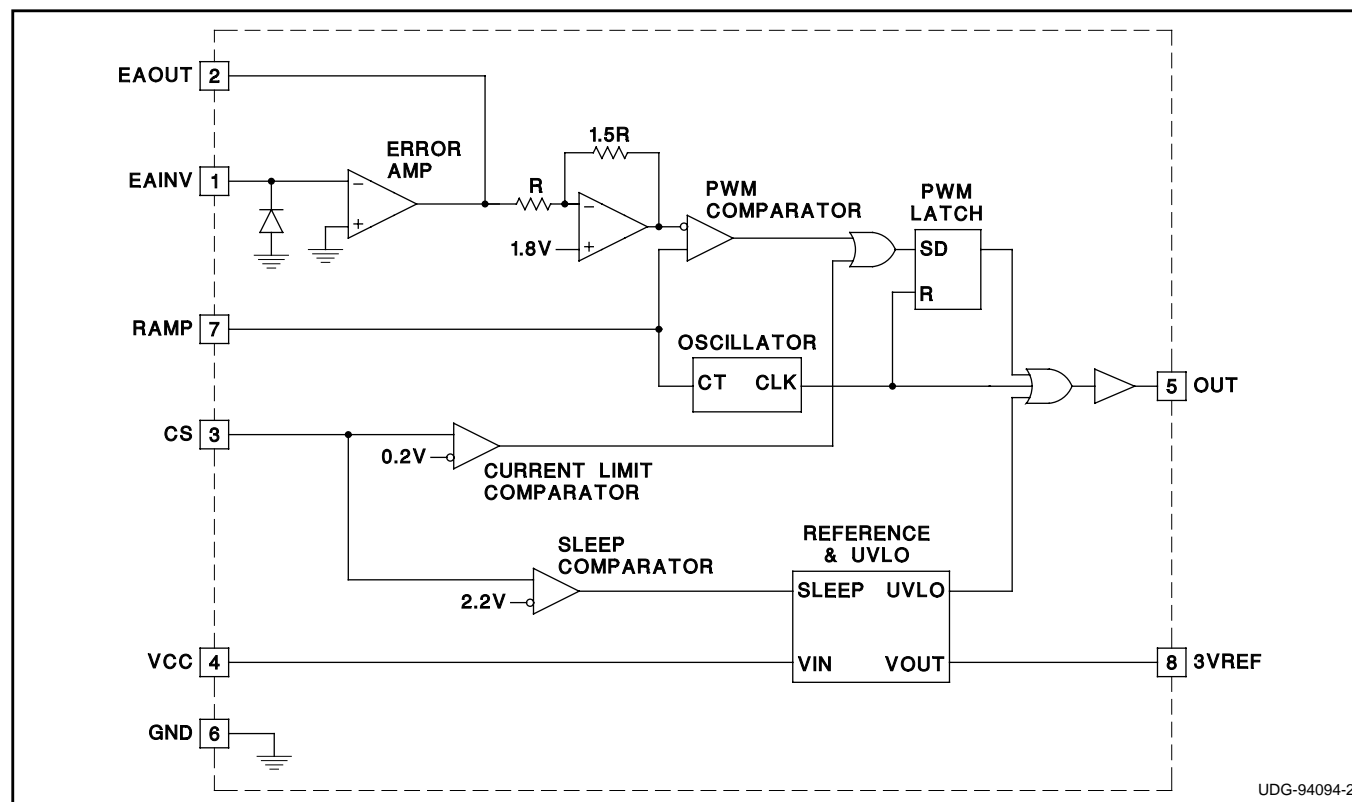 EAOUT 2
EAINV 1
ERROR
AMP
−
+
R
1.5R
−
+
1.8V
PWM
COMPARATOR
PWM
LATCH
SD
R
RAMP 7
OSCILLATOR
CT CLK
5 OUT
CS 3
0.2V
CURRENT LIMIT
COMPARATOR
SLEEP
COMPARATOR
2.2V
REFERENCE
& UVLO
SLEEP UVLO
VIN VOUT
VCC 4
8 3VREF
GND 6
UDG-94094-2